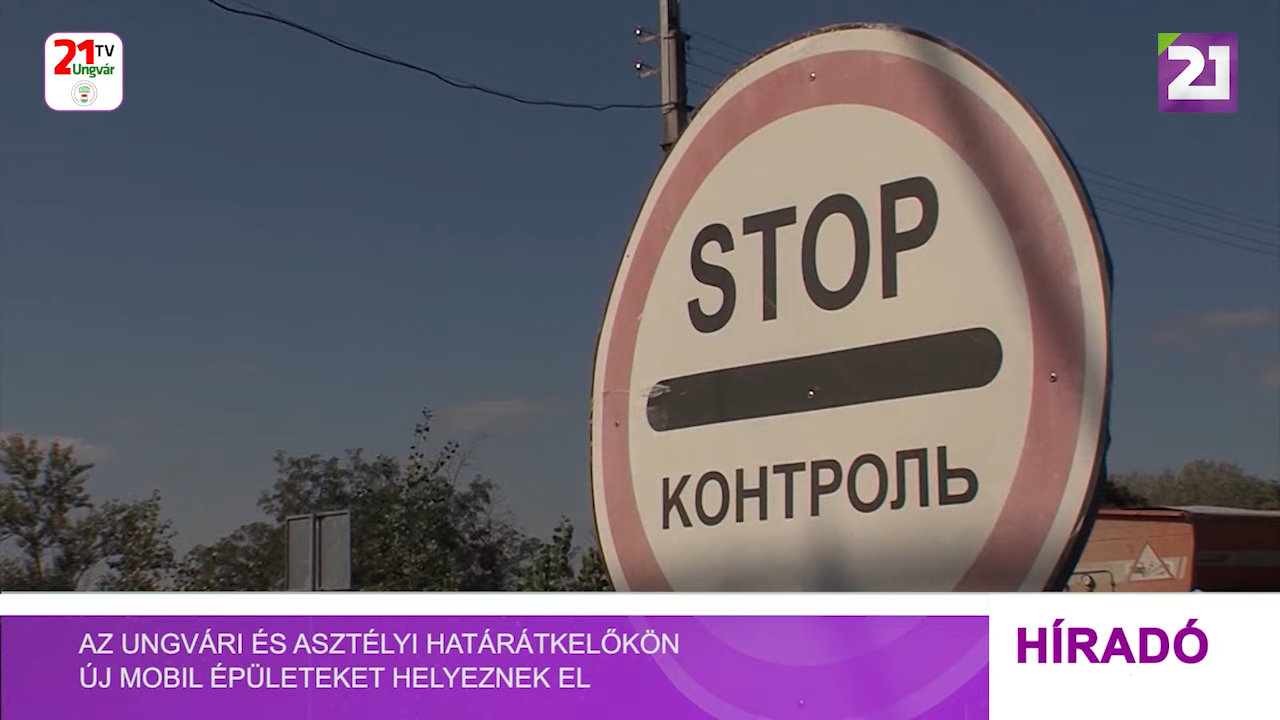 21 TV
Ungvár
21
STOP
КОНТРОЛЬ
AZ UNGVÁRI ÉS ASZTÉLYI HATÁRÁTKELŐKÖN
ÚJ MOBIL ÉPÜLETEKET HELYEZNEK EL
HÍRADÓ